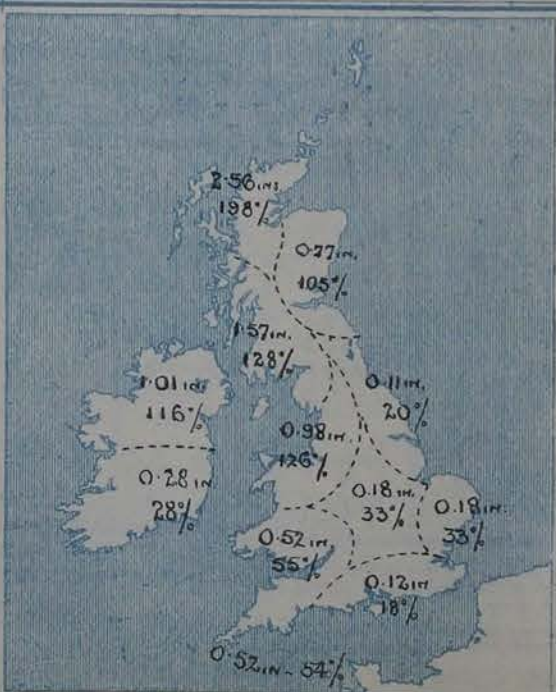 2·56 INS
198%
0·77 IN.
105%
1·57 IN.
128%
1·01 IN.
116%
0·11 IN.
20%
0·98 IN.
126%
0·28 IN
28%
0·18 IN.
33%
0·18 IN.
33%
0·52 IN
55%
0·12 IN
18%
0·52 IN - 54%